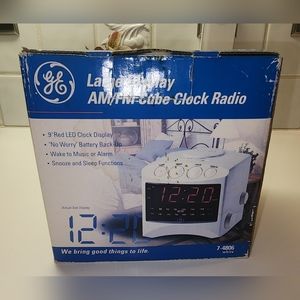 GE
Large Display
AM/FM Cube Clock Radio
• .9" Red LED Clock Display
• "No Worry" Battery Back-Up
• Wake to Music or Alarm
• Snooze and Sleep Functions
Actual Size Display
12:20
12:20
We bring good things to life.
7-4806
WHITE